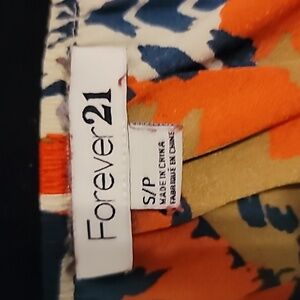 Forever21
S/P
MADE IN CHINA
FABRIQUÉ EN CHINE